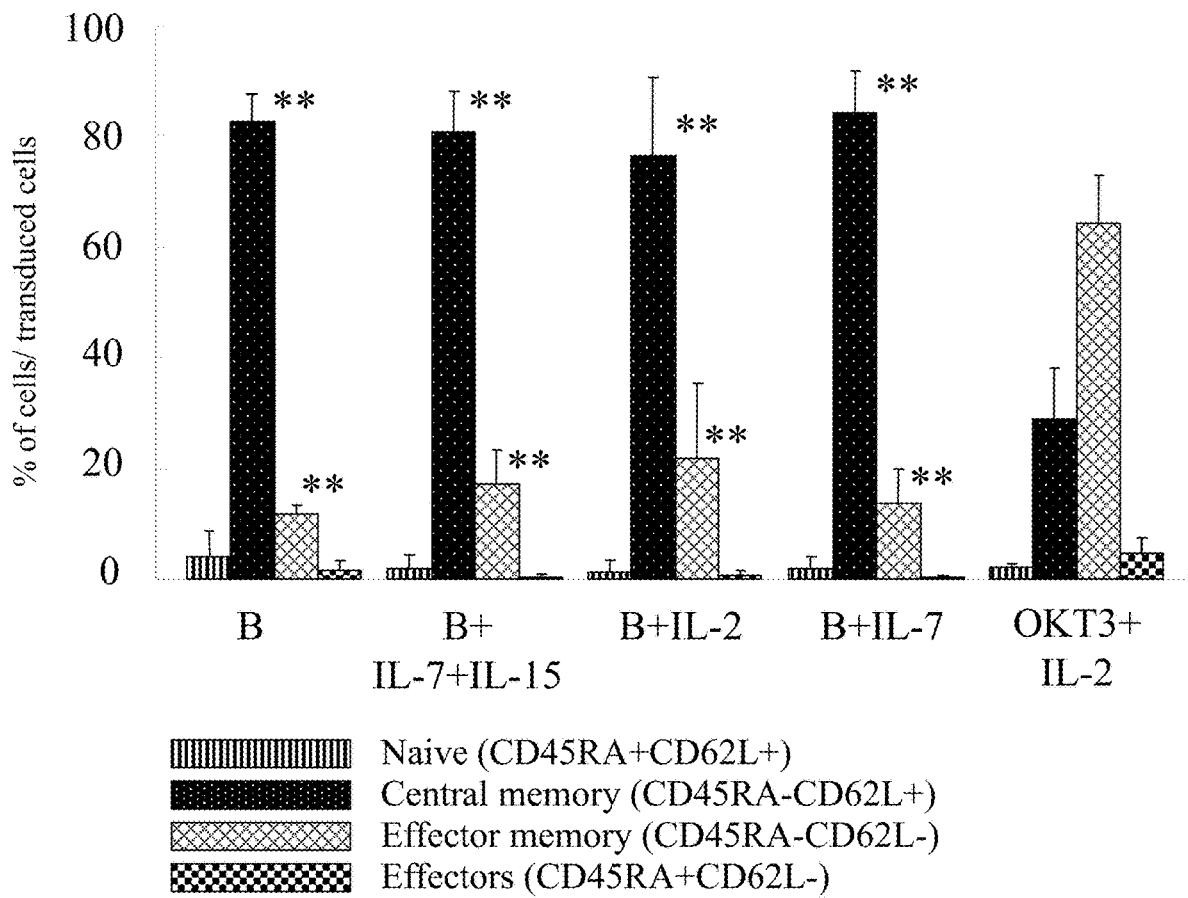 100
80
60
40
20
0
% of cells/ transduced cells
**
**
**
**
**
**
**
**
B
B+
IL-7+IL-15
B+IL-2
B+IL-7
OKT3+
IL-2
Naive (CD45RA+CD62L+)
Central memory (CD45RA-CD62L+)
Effector memory (CD45RA-CD62L-)
Effectors (CD45RA+CD62L-)